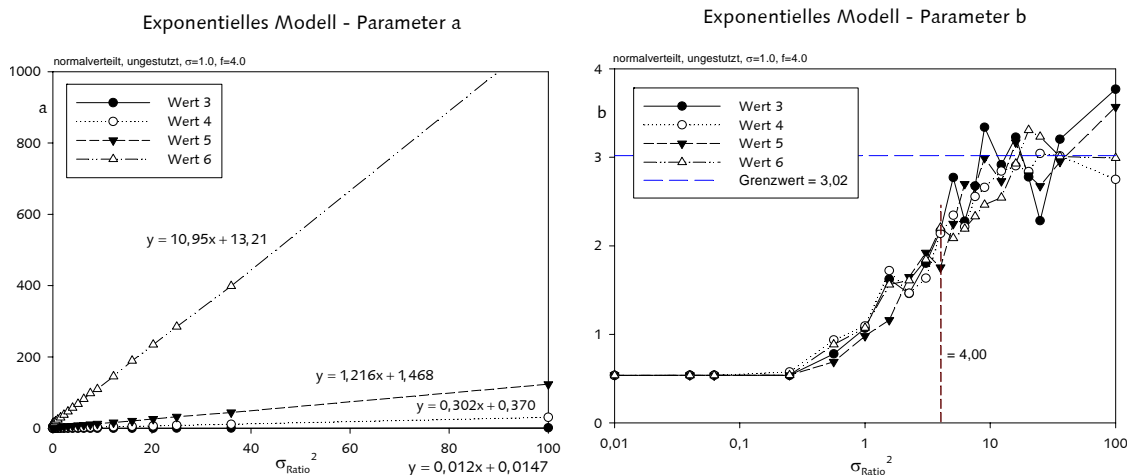 Exponentielles Modell - Parameter a
normalverteilt, ungestutzt, σ=1.0, f=4.0
1000
a
800
600
400
200
0
Wert 3
Wert 4
Wert 5
Wert 6
y = 10,95x + 13,21
y = 1,216x + 1,468
y = 0,302x + 0,370
y = 0,012x + 0,0147
0 20 40 60 80 100
σRatio²
Exponentielles Modell - Parameter b
normalverteilt, ungestutzt, σ=1.0, f=4.0
4
b
3
2
1
0
Wert 3
Wert 4
Wert 5
Wert 6
Grenzwert = 3,02
= 4,00
0,01 0,1 1 10 100
σRatio²